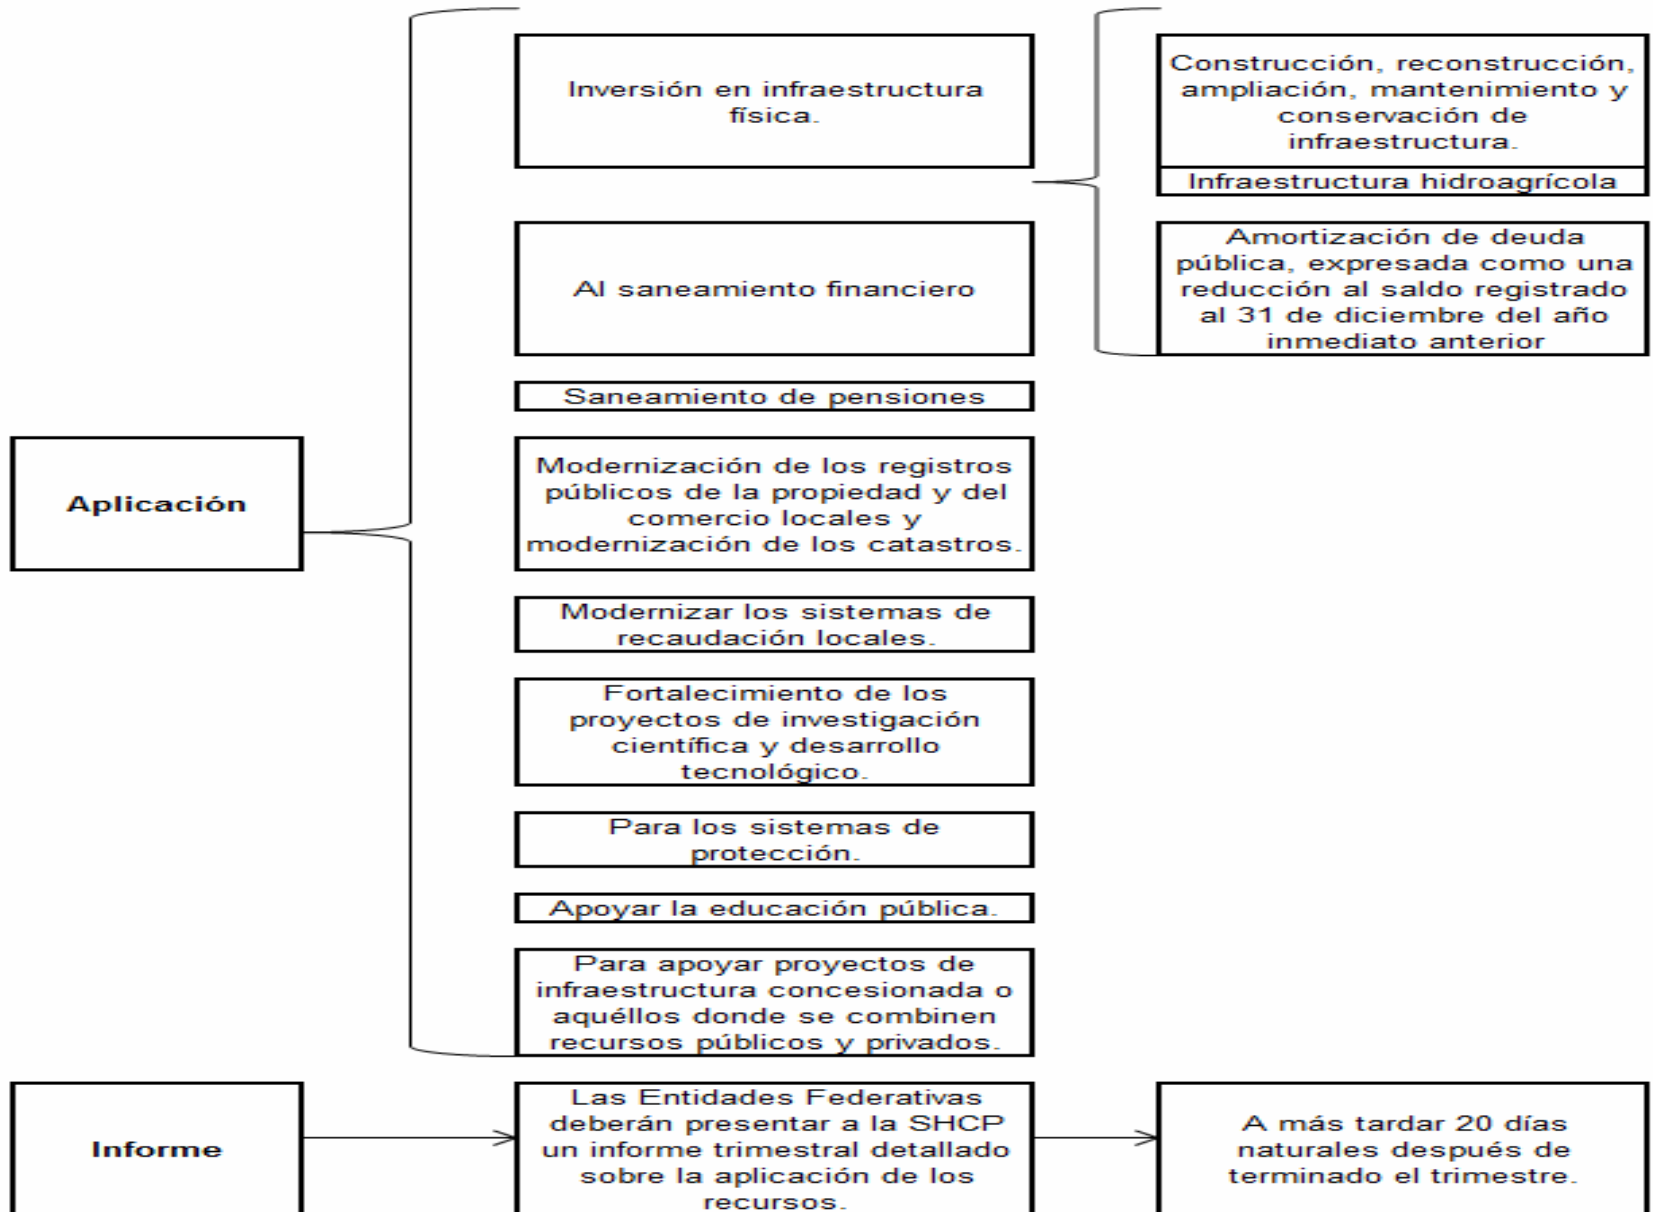 Aplicación
Inversión en infraestructura
física.
Construcción, reconstrucción,
ampliación, mantenimiento y
conservación de
infraestructura.
Infraestructura hidroagrícola
Al saneamiento financiero
Amortización de deuda
pública, expresada como una
reducción al saldo registrado
al 31 de diciembre del año
inmediato anterior
Saneamiento de pensiones
Modernización de los registros
públicos de la propiedad y del
comercio locales y
modernización de los catastros.
Modernizar los sistemas de
recaudación locales.
Fortalecimiento de los
proyectos de investigación
científica y desarrollo
tecnológico.
Para los sistemas de
protección.
Apoyar la educación pública.
Para apoyar proyectos de
infraestructura concesionada o
aquéllos donde se combinen
recursos públicos y privados.
Informe
Las Entidades Federativas
deberán presentar a la SHCP
un informe trimestral detallado
sobre la aplicación de los
recursos.
A más tardar 20 días
naturales después de
terminado el trimestre.